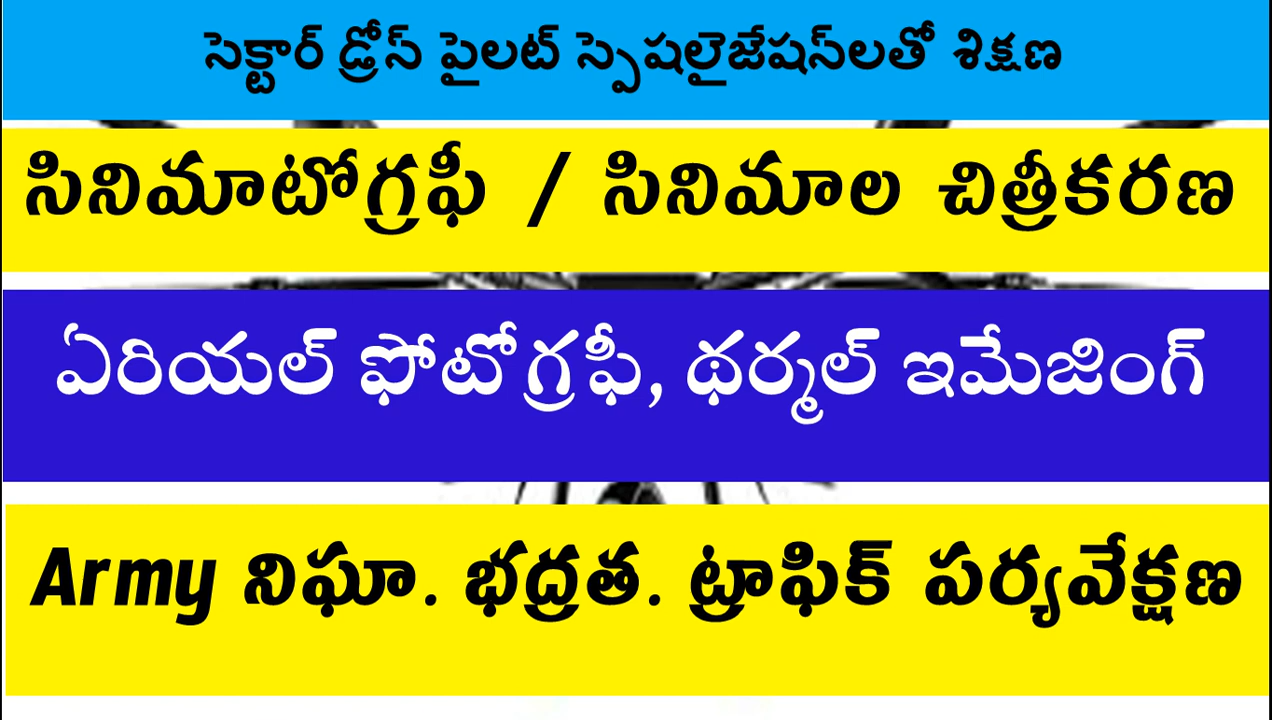 సెక్టార్ డ్రోన్ పైలట్ స్పెషలైజేషన్‌లతో శిక్షణ
సినిమాటోగ్రఫీ / సినిమాల చిత్రీకరణ
ఏరియల్ ఫోటోగ్రఫీ, థర్మల్ ఇమేజింగ్
Army నిఘా. భద్రత. ట్రాఫిక్ పర్యవేక్షణ